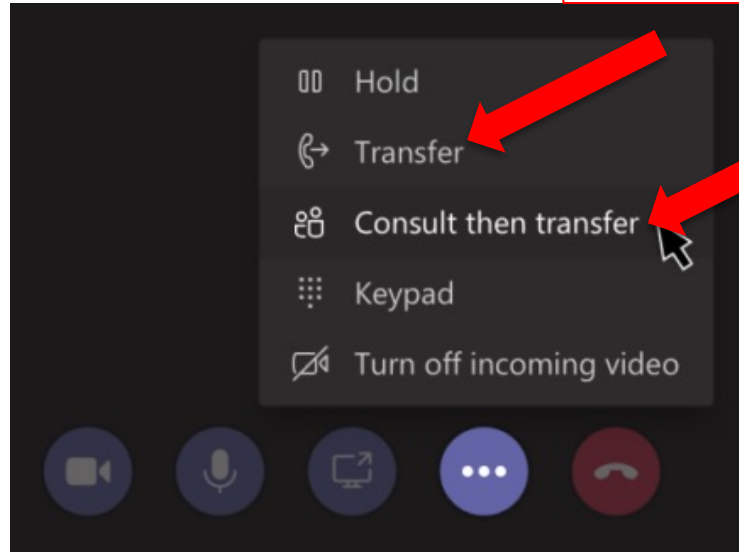 Hold
Transfer
Consult then transfer
Keypad
Turn off incoming video